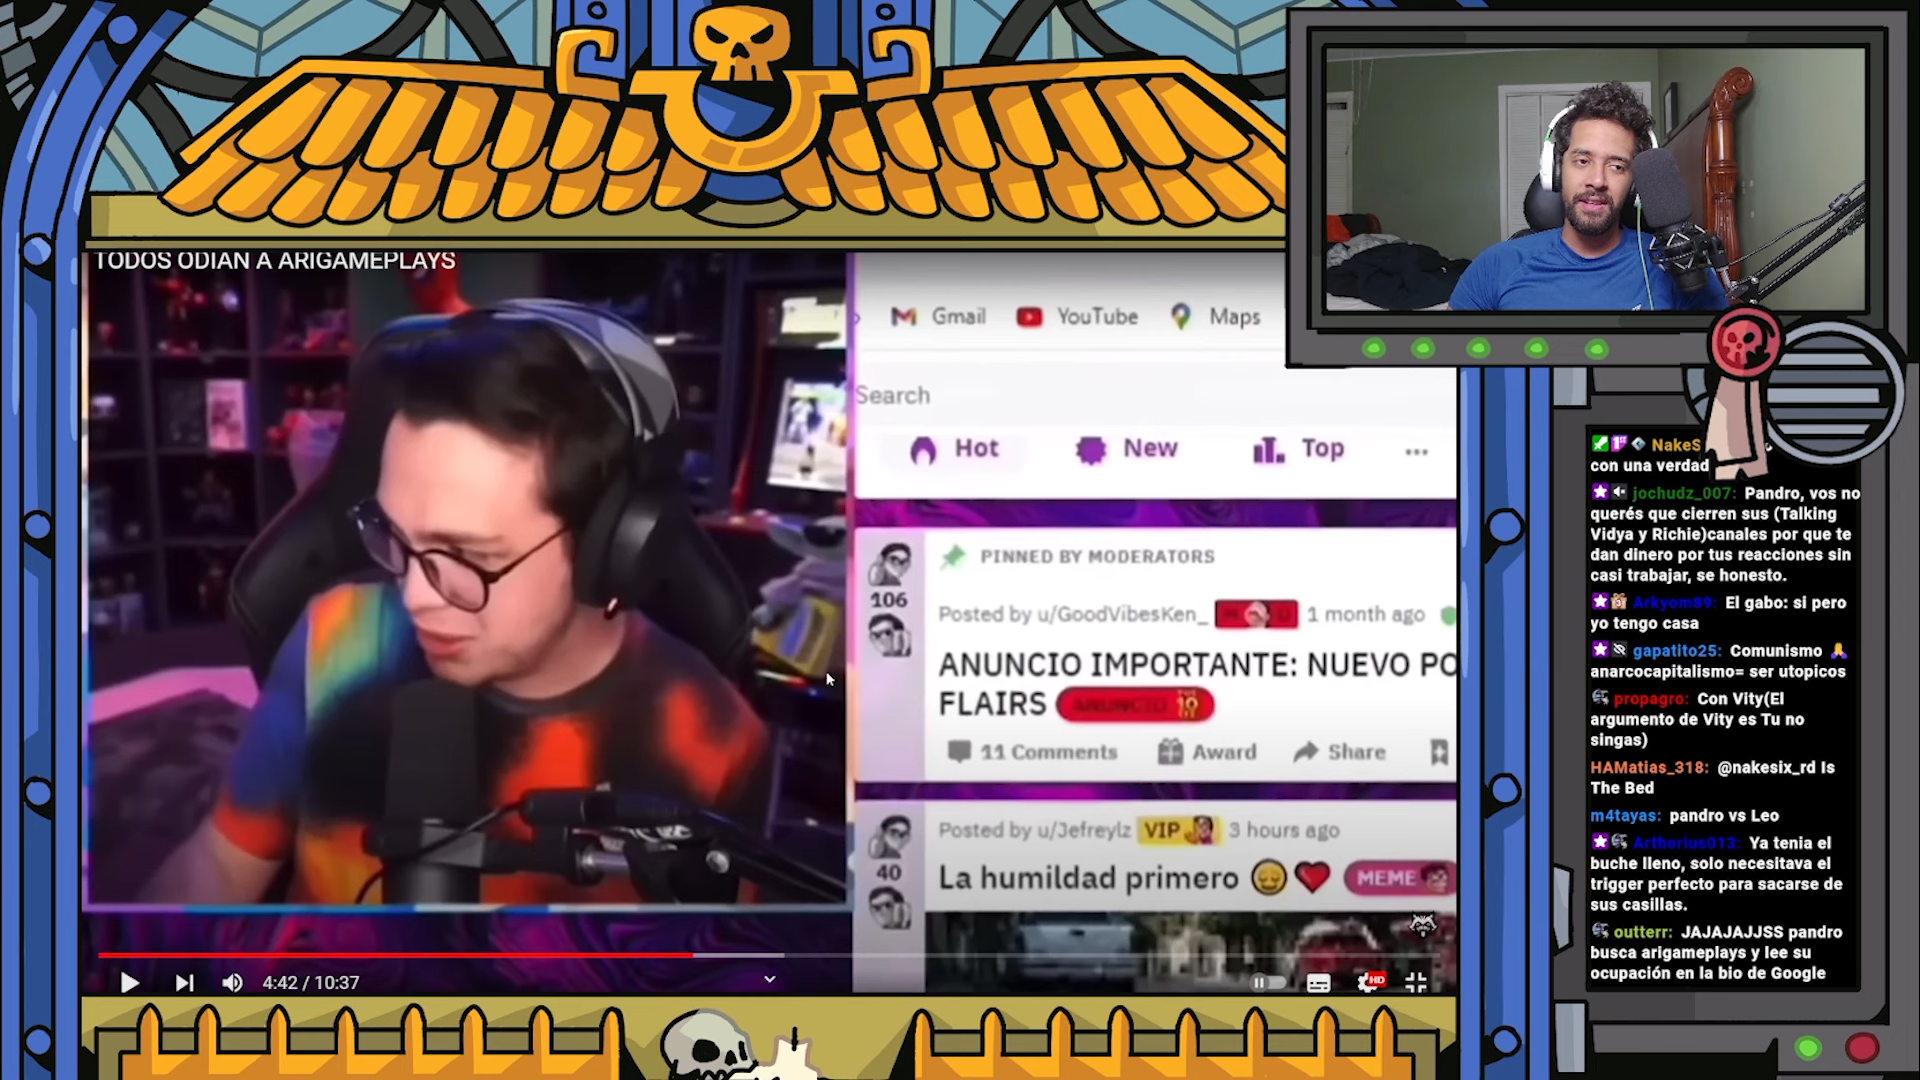 TODOS ODIAN A ARIGAMEPLAYS
Gmail YouTube Maps
Search
Hot New Top ...
PINNED BY MODERATORS
106
Posted by u/GoodVibesKen_ 1 month ago
ANUNCIO IMPORTANTE: NUEVO PO
FLAIRS ANUNCIO
11 Comments Award Share
Posted by u/Jefreylz VIP 3 hours ago
40
La humildad primero MEME
4:42 / 10:37
HD
NakeS
con una verdad
jochudz_007: Pandro, vos no
querés que cierren sus (Talking
Vidya y Richie)canales por que te
dan dinero por tus reacciones sin
casi trabajar, se honesto.
Arkyom89: El gabo: si pero
yo tengo casa
gapatito25: Comunismo
anarcocapitalismo= ser utopicos
propagro: Con Vity(El
argumento de Vity es Tu no
singas)
HAMatias_318: @nakesix_rd Is
The Bed
m4tayas: pandro vs Leo
Arthorius013: Ya tenia el
buche lleno, solo necesitava el
trigger perfecto para sacarse de
sus casillas.
outterr: JAJAJAJJSS pandro
busca arigameplays y lee su
ocupación en la bio de Google